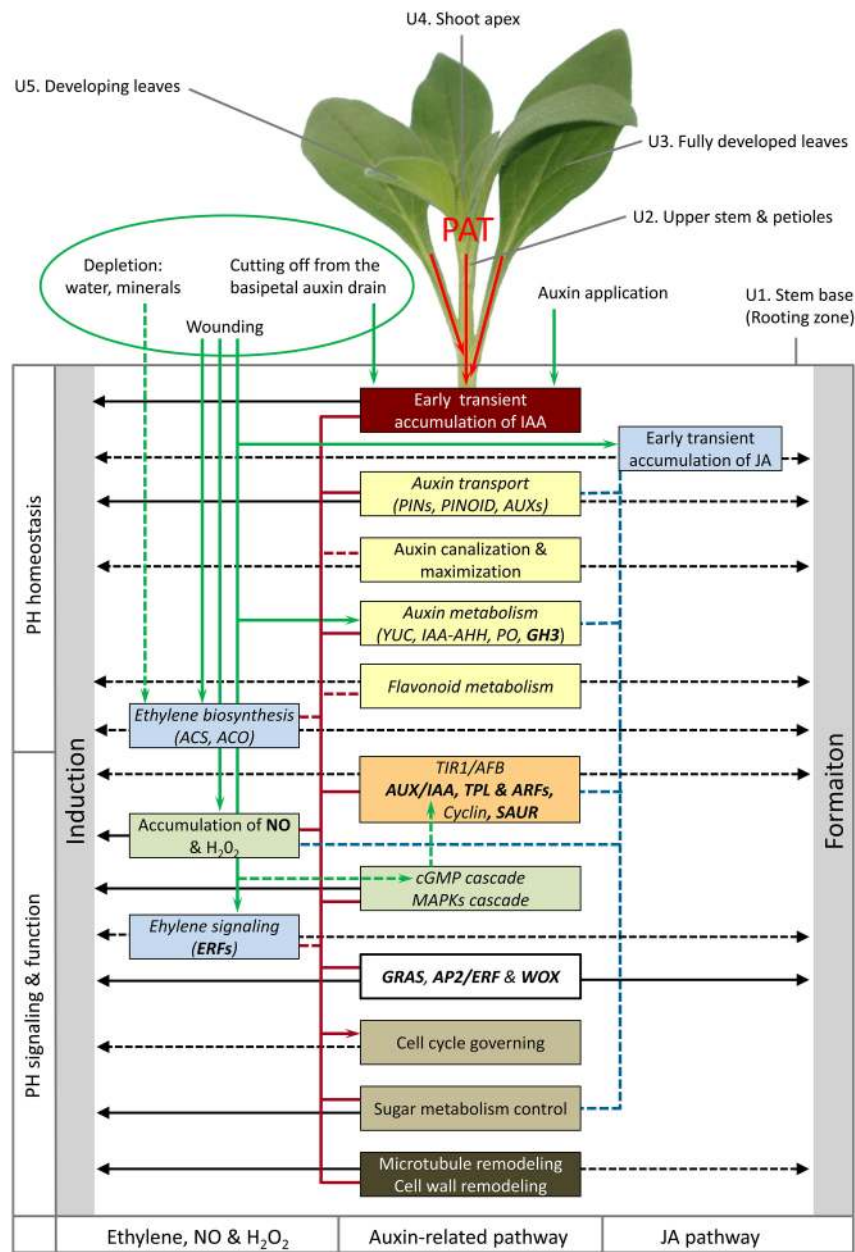 U4. Shoot apex
U5. Developing leaves
U3. Fully developed leaves
PAT
U2. Upper stem & petioles
Depletion:
water, minerals
Cutting off from the
basipetal auxin drain
Wounding
Auxin application
U1. Stem base
(Rooting zone)
PH homeostasis
PH signaling & function
Induction
Formaiton
Early transient
accumulation of IAA
Early transient
accumulation of JA
Auxin transport
(PINs, PINOID, AUXs)
Auxin canalization &
maximization
Auxin metabolism
(YUC, IAA-AHH, PO, GH3)
Flavonoid metabolism
Ethylene biosynthesis
(ACS, ACO)
TIR1/AFB
AUX/IAA, TPL & ARFs,
Cyclin, SAUR
Accumulation of NO
& H₂0₂
cGMP cascade
MAPKs cascade
Ehylene signaling
(ERFs)
GRAS, AP2/ERF & WOX
Cell cycle governing
Sugar metabolism control
Microtubule remodeling
Cell wall remodeling
Ethylene, NO & H₂O₂
Auxin-related pathway
JA pathway